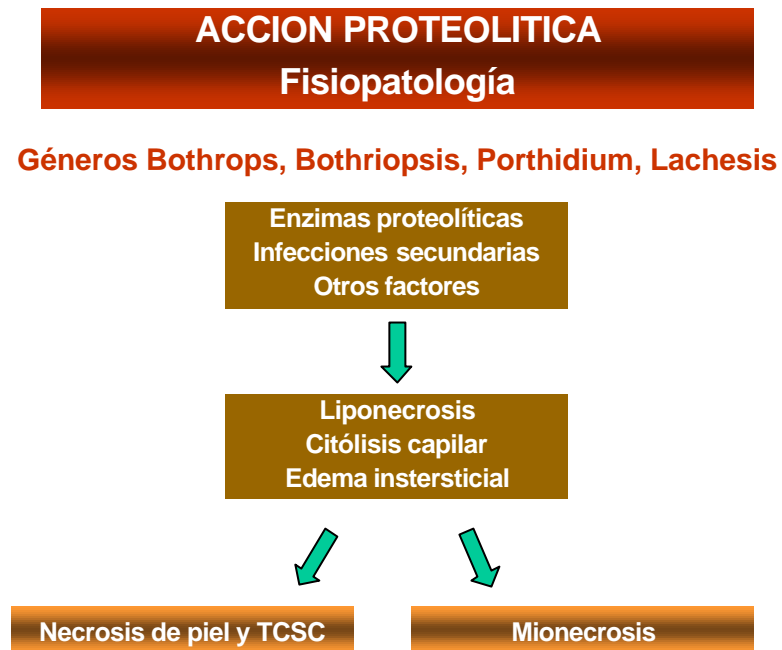 ACCION PROTEOLITICA
Fisiopatología
Géneros Bothrops, Bothriopsis, Porthidium, Lachesis
Enzimas proteolíticas
Infecciones secundarias
Otros factores
Liponecrosis
Citólisis capilar
Edema instersticial
Necrosis de piel y TCSC
Mionecrosis